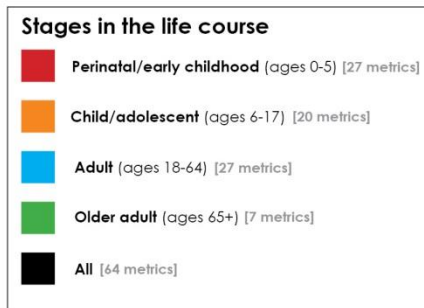 Stages in the life course
Perinatal/early childhood (ages 0-5) [27 metrics]
Child/adolescent (ages 6-17) [20 metrics]
Adult (ages 18-64) [27 metrics]
Older adult (ages 65+) [7 metrics]
All [64 metrics]